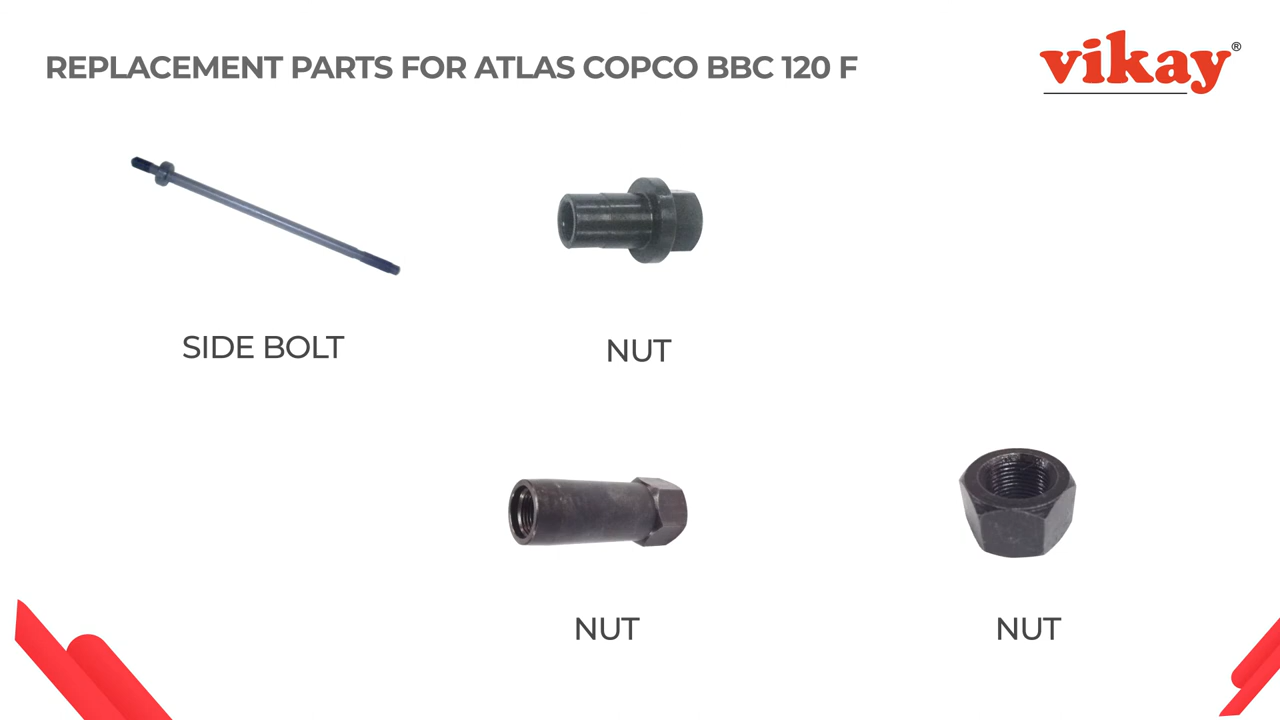 REPLACEMENT PARTS FOR ATLAS COPCO BBC 120 F
vikay®
SIDE BOLT
NUT
NUT
NUT